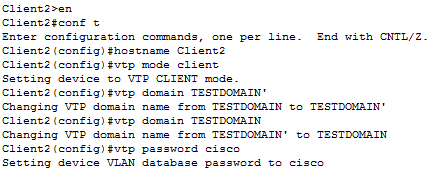 Client2>en
Client2#conf t
Enter configuration commands, one per line.  End with CNTL/Z.
Client2(config)#hostname Client2
Client2(config)#vtp mode client
Setting device to VTP CLIENT mode.
Client2(config)#vtp domain TESTDOMAIN'
Changing VTP domain name from TESTDOMAIN to TESTDOMAIN'
Client2(config)#vtp domain TESTDOMAIN
Changing VTP domain name from TESTDOMAIN' to TESTDOMAIN
Client2(config)#vtp password cisco
Setting device VLAN database password to cisco